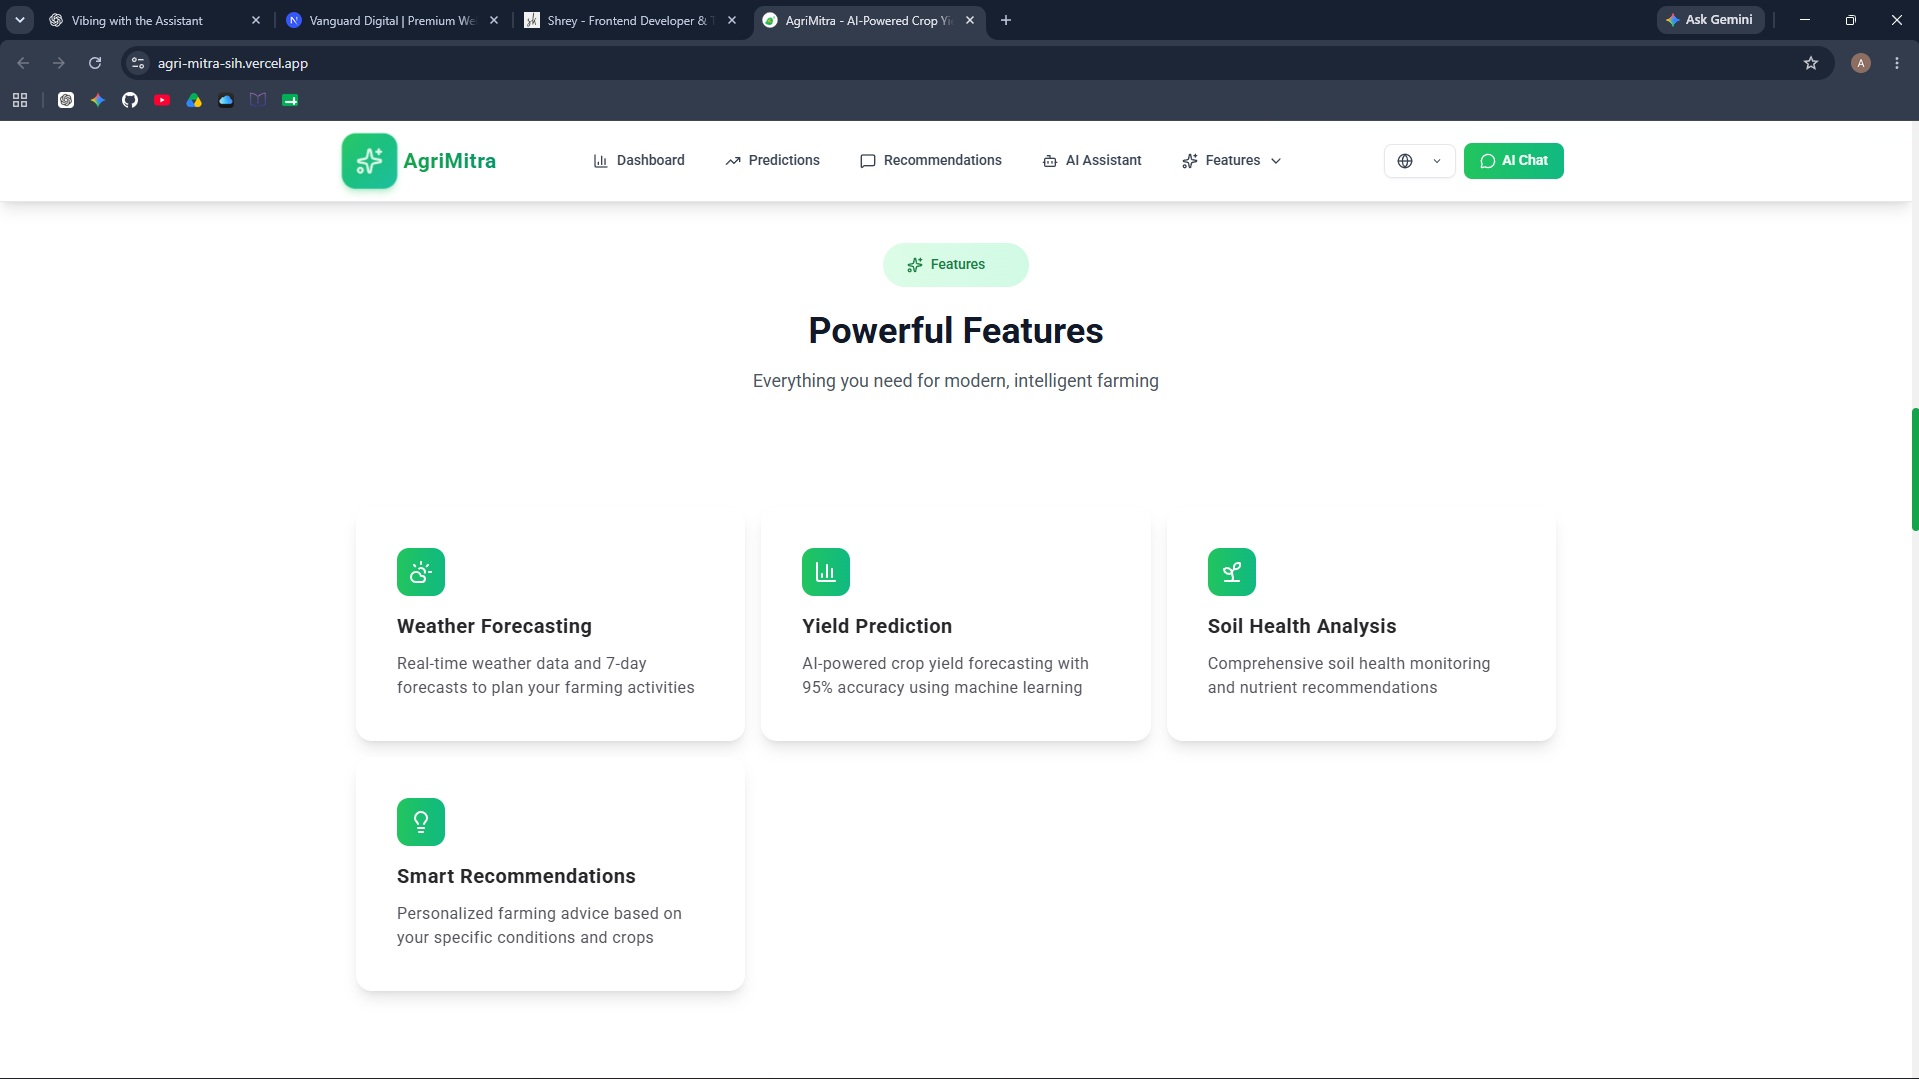 Vibing with the Assistant
Vanguard Digital | Premium We
Shrey - Frontend Developer & T
AgriMitra - AI-Powered Crop Yi
Ask Gemini
agri-mitra-sih.vercel.app
A
AgriMitra
Dashboard
Predictions
Recommendations
AI Assistant
Features
AI Chat
Features
Powerful Features
Everything you need for modern, intelligent farming
Weather Forecasting
Real-time weather data and 7-day
forecasts to plan your farming activities
Yield Prediction
AI-powered crop yield forecasting with
95% accuracy using machine learning
Soil Health Analysis
Comprehensive soil health monitoring
and nutrient recommendations
Smart Recommendations
Personalized farming advice based on
your specific conditions and crops